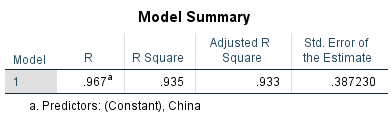 Model Summary
Model R R Square Adjusted R Square Std. Error of the Estimate
1 .967a .935 .933 .387230
a. Predictors: (Constant), China